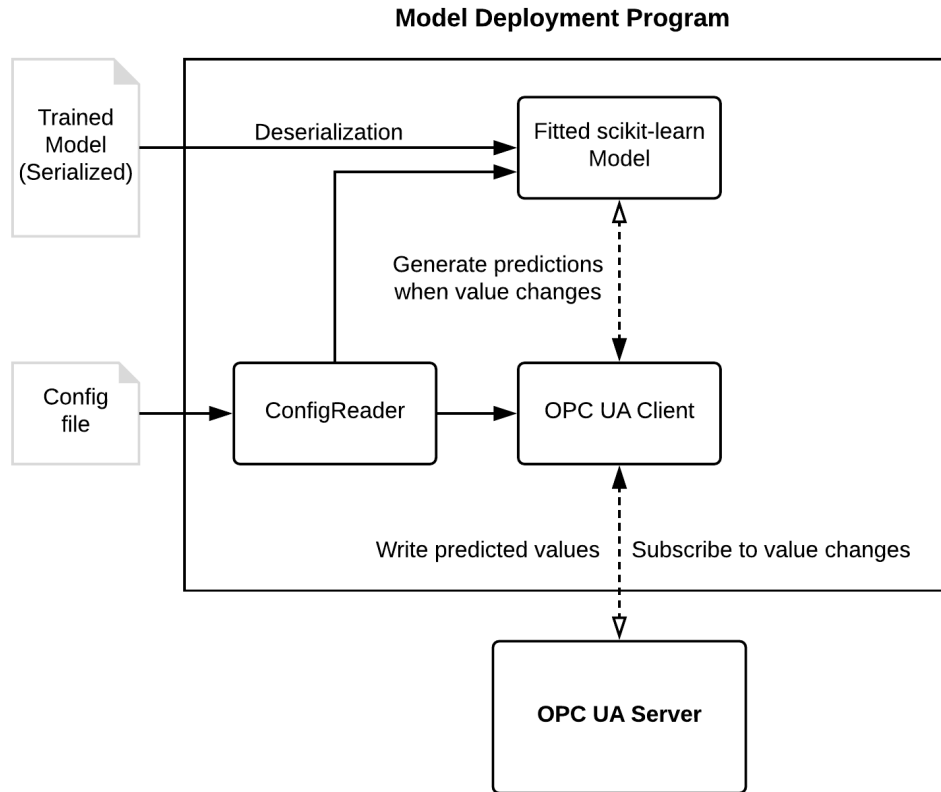 Model Deployment Program
Trained
Model
(Serialized)
Deserialization
Fitted scikit-learn
Model
Generate predictions
when value changes
Config
file
ConfigReader
OPC UA Client
Write predicted values
Subscribe to value changes
OPC UA Server